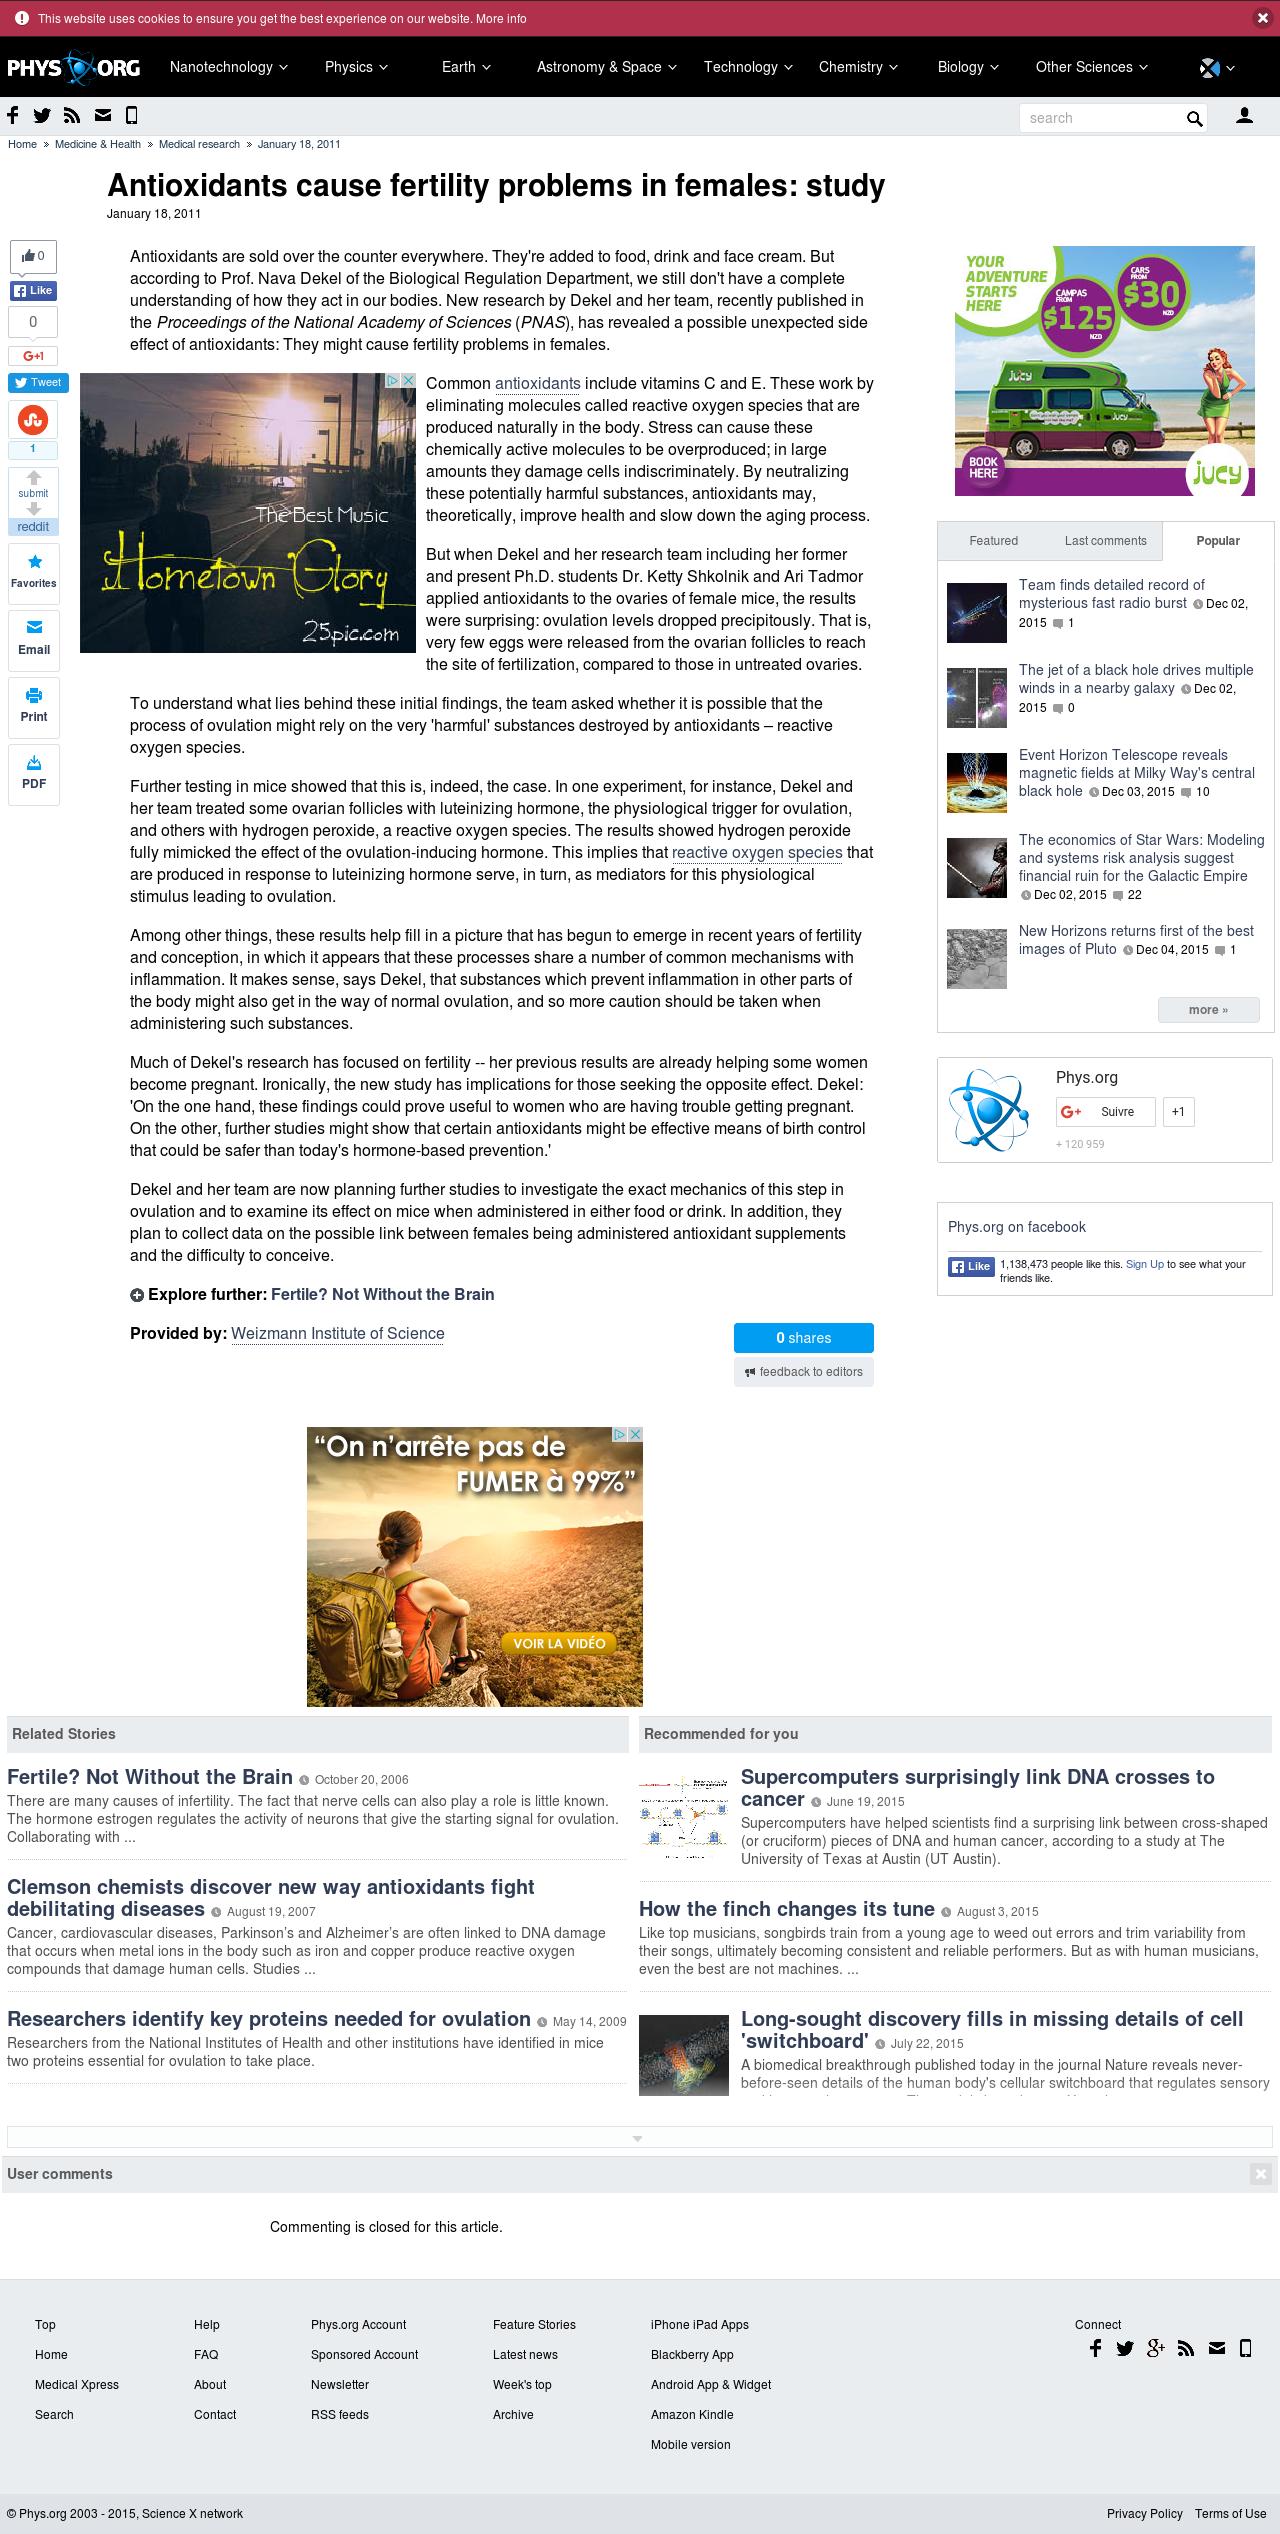 This website uses cookies to ensure you get the best experience on our website. More info
PHYS ORG
Nanotechnology
Physics
Earth
Astronomy & Space
Technology
Chemistry
Biology
Other Sciences
search
Home » Medicine & Health » Medical research » January 18, 2011
Antioxidants cause fertility problems in females: study
January 18, 2011
0
Like
0
G+1
Tweet
1
submit
reddit
Favorites
Email
Print
PDF
Antioxidants are sold over the counter everywhere. They're added to food, drink and face cream. But
according to Prof. Nava Dekel of the Biological Regulation Department, we still don't have a complete
understanding of how they act in our bodies. New research by Dekel and her team, recently published in
the Proceedings of the National Academy of Sciences (PNAS), has revealed a possible unexpected side
effect of antioxidants: They might cause fertility problems in females.
The Best Music
Hometown Glory
25pic.com
Common antioxidants include vitamins C and E. These work by
eliminating molecules called reactive oxygen species that are
produced naturally in the body. Stress can cause these
chemically active molecules to be overproduced; in large
amounts they damage cells indiscriminately. By neutralizing
these potentially harmful substances, antioxidants may,
theoretically, improve health and slow down the aging process.
But when Dekel and her research team including her former
and present Ph.D. students Dr. Ketty Shkolnik and Ari Tadmor
applied antioxidants to the ovaries of female mice, the results
were surprising: ovulation levels dropped precipitously. That is,
very few eggs were released from the ovarian follicles to reach
the site of fertilization, compared to those in untreated ovaries.
To understand what lies behind these initial findings, the team asked whether it is possible that the
process of ovulation might rely on the very 'harmful' substances destroyed by antioxidants – reactive
oxygen species.
Further testing in mice showed that this is, indeed, the case. In one experiment, for instance, Dekel and
her team treated some ovarian follicles with luteinizing hormone, the physiological trigger for ovulation,
and others with hydrogen peroxide, a reactive oxygen species. The results showed hydrogen peroxide
fully mimicked the effect of the ovulation-inducing hormone. This implies that reactive oxygen species that
are produced in response to luteinizing hormone serve, in turn, as mediators for this physiological
stimulus leading to ovulation.
Among other things, these results help fill in a picture that has begun to emerge in recent years of fertility
and conception, in which it appears that these processes share a number of common mechanisms with
inflammation. It makes sense, says Dekel, that substances which prevent inflammation in other parts of
the body might also get in the way of normal ovulation, and so more caution should be taken when
administering such substances.
Much of Dekel's research has focused on fertility -- her previous results are already helping some women
become pregnant. Ironically, the new study has implications for those seeking the opposite effect. Dekel:
'On the one hand, these findings could prove useful to women who are having trouble getting pregnant.
On the other, further studies might show that certain antioxidants might be effective means of birth control
that could be safer than today's hormone-based prevention.'
Dekel and her team are now planning further studies to investigate the exact mechanics of this step in
ovulation and to examine its effect on mice when administered in either food or drink. In addition, they
plan to collect data on the possible link between females being administered antioxidant supplements
and the difficulty to conceive.
Explore further: Fertile? Not Without the Brain
Provided by: Weizmann Institute of Science
0 shares
feedback to editors
YOUR
ADVENTURE
STARTS
HERE
CAMPAS
FROM
$125
NZD
CARS
FROM
$30
NZD
jucy
jucy
BOOK
HERE
jucy
Featured
Last comments
Popular
Team finds detailed record of
mysterious fast radio burst Dec 02,
2015 1
The jet of a black hole drives multiple
winds in a nearby galaxy Dec 02,
2015 0
Event Horizon Telescope reveals
magnetic fields at Milky Way's central
black hole Dec 03, 2015 10
The economics of Star Wars: Modeling
and systems risk analysis suggest
financial ruin for the Galactic Empire
Dec 02, 2015 22
New Horizons returns first of the best
images of Pluto Dec 04, 2015 1
more »
Phys.org
G+ Suivre
+1
+ 120 959
Phys.org on facebook
Like
1,138,473 people like this. Sign Up to see what your
friends like.
“On n’arrête pas de
FUMER à 99%”
VOIR LA VIDÉO
Related Stories
Fertile? Not Without the Brain October 20, 2006
There are many causes of infertility. The fact that nerve cells can also play a role is little known.
The hormone estrogen regulates the activity of neurons that give the starting signal for ovulation.
Collaborating with ...
Clemson chemists discover new way antioxidants fight
debilitating diseases August 19, 2007
Cancer, cardiovascular diseases, Parkinson’s and Alzheimer’s are often linked to DNA damage
that occurs when metal ions in the body such as iron and copper produce reactive oxygen
compounds that damage human cells. Studies ...
Researchers identify key proteins needed for ovulation May 14, 2009
Researchers from the National Institutes of Health and other institutions have identified in mice
two proteins essential for ovulation to take place.
Recommended for you
Supercomputers surprisingly link DNA crosses to
cancer June 19, 2015
Supercomputers have helped scientists find a surprising link between cross-shaped
(or cruciform) pieces of DNA and human cancer, according to a study at The
University of Texas at Austin (UT Austin).
How the finch changes its tune August 3, 2015
Like top musicians, songbirds train from a young age to weed out errors and trim variability from
their songs, ultimately becoming consistent and reliable performers. But as with human musicians,
even the best are not machines. ...
Long-sought discovery fills in missing details of cell
'switchboard' July 22, 2015
A biomedical breakthrough published today in the journal Nature reveals never-
before-seen details of the human body's cellular switchboard that regulates sensory
User comments
Commenting is closed for this article.
Top
Home
Medical Xpress
Search
Help
FAQ
About
Contact
Phys.org Account
Sponsored Account
Newsletter
RSS feeds
Feature Stories
Latest news
Week's top
Archive
iPhone iPad Apps
Blackberry App
Android App & Widget
Amazon Kindle
Mobile version
Connect
© Phys.org 2003 - 2015, Science X network
Privacy Policy
Terms of Use